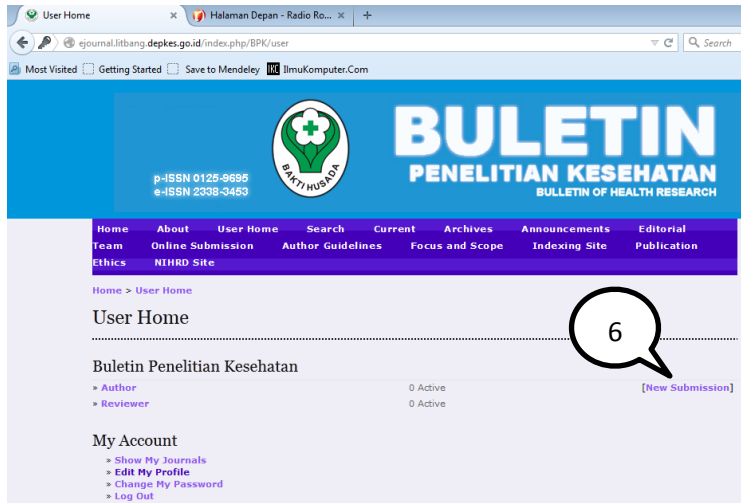 User Home
Halaman Depan - Radio Ro...
ejournal.litbang.depkes.go.id/index.php/BPK/user
Search
Most Visited Getting Started Save to Mendeley IKC IlmuKomputer.Com
BAKTI HUSADA
BULETIN
PENELITIAN KESEHATAN
BULLETIN OF HEALTH RESEARCH
p-ISSN 0125-9695
e-ISSN 2338-3453
Home About User Home Search Current Archives Announcements Editorial
Team Online Submission Author Guidelines Focus and Scope Indexing Site Publication
Ethics NIHRD Site
Home > User Home
User Home
6
Buletin Penelitian Kesehatan
» Author 0 Active [New Submission]
» Reviewer 0 Active
My Account
» Show My Journals
» Edit My Profile
» Change My Password
» Log Out